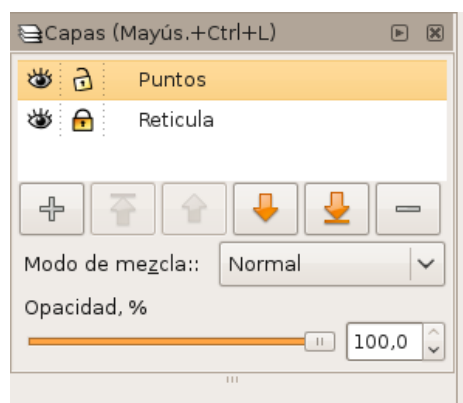 Capas (Mayús.+Ctrl+L)
Puntos
Reticula
Modo de mezcla:: Normal
Opacidad, %
100,0